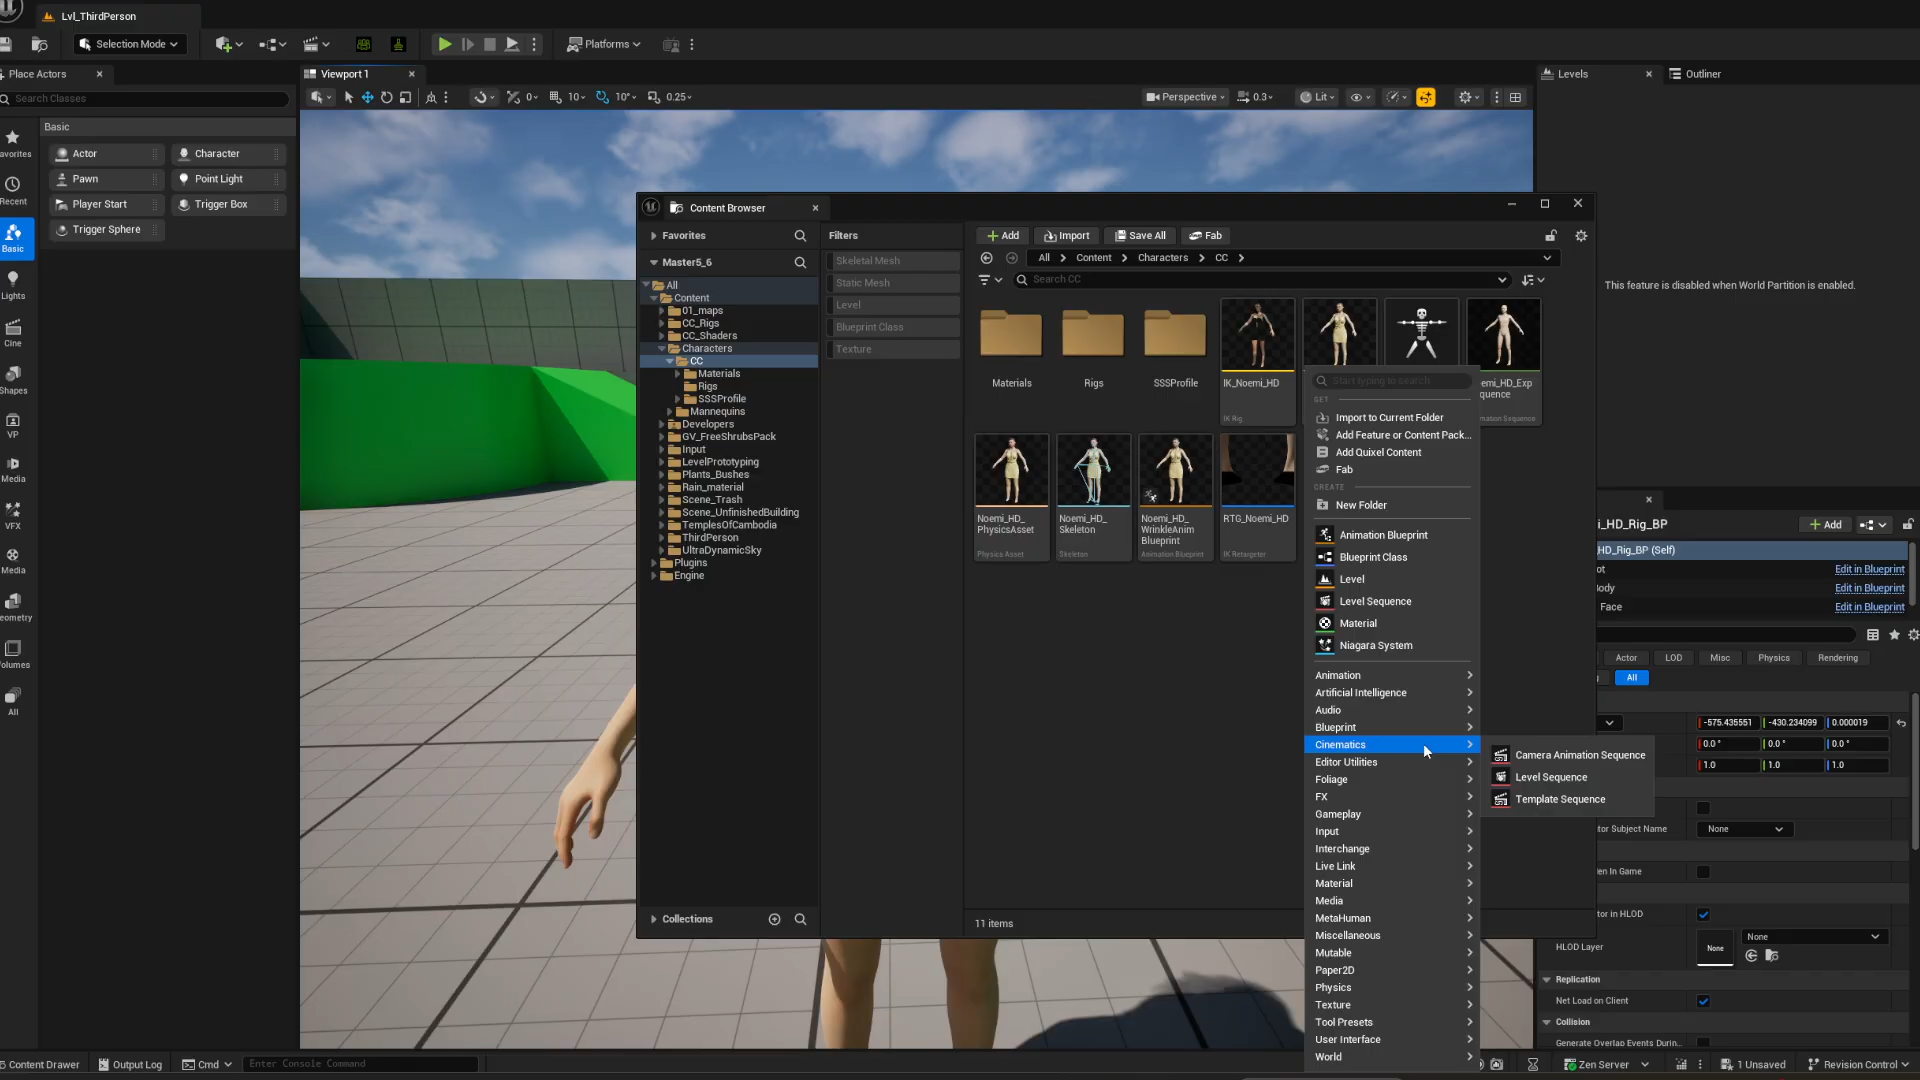 Lvl_ThirdPerson
Selection Mode
Platforms
Place Actors
Search Classes
Basic
Actor
Character
Pawn
Point Light
Player Start
Trigger Box
Trigger Sphere
avorites
Recent
Basic
Lights
Cine
Shapes
VP
Media
VFX
Media
eometry
olumes
All
Viewport 1
0
10
10°
0.25
Perspective
0.3
Lit
Levels
Outliner
This feature is disabled when World Partition is enabled.
Content Browser
Favorites
Master5_6
All
Content
01_maps
CC_Rigs
CC_Shaders
Characters
CC
Materials
Rigs
SSSProfile
Mannequins
Developers
GV_FreeShrubsPack
Input
LevelPrototyping
Plants_Bushes
Rain_material
Scene_Trash
Scene_UnfinishedBuilding
TemplesOfCambodia
ThirdPerson
UltraDynamicSky
Plugins
Engine
Collections
Filters
Skeletal Mesh
Static Mesh
Level
Blueprint Class
Texture
Add
Import
Save All
Fab
All > Content > Characters > CC >
Search CC
Materials
Rigs
SSSProfile
IK_Noemi_HD
IK Rig
emi_HD_Exp
quence
mation Sequence
Noemi_HD_
PhysicsAsset
Physics Asset
Noemi_HD_
Skeleton
Skeleton
Noemi_HD_
WrinkleAnim
Blueprint
Animation Blueprint
RTG_Noemi_HD
IK Retargeter
11 items
Start typing to search
GET
Import to Current Folder
Add Feature or Content Pack...
Add Quixel Content
Fab
CREATE
New Folder
Animation Blueprint
Blueprint Class
Level
Level Sequence
Material
Niagara System
Animation
Artificial Intelligence
Audio
Blueprint
Cinematics
Editor Utilities
Foliage
FX
Gameplay
Input
Interchange
Live Link
Material
Media
MetaHuman
Miscellaneous
Mutable
Paper2D
Physics
Texture
Tool Presets
User Interface
World
Camera Animation Sequence
Level Sequence
Template Sequence
i_HD_Rig_BP
Add
HD_Rig_BP (Self)
ot
Edit in Blueprint
Body
Edit in Blueprint
Face
Edit in Blueprint
Actor
LOD
Misc
Physics
Rendering
All
-575.435551
-430.234099
0.000019
0.0 °
0.0 °
0.0 °
1.0
1.0
1.0
tor Subject Name
None
en In Game
tor in HLOD
HLOD Layer
None
None
Replication
Net Load on Client
Collision
Generate Overlap Events Durin...
Content Drawer
Output Log
Cmd
Enter Console Command
Zen Server
1 Unsaved
Revision Control